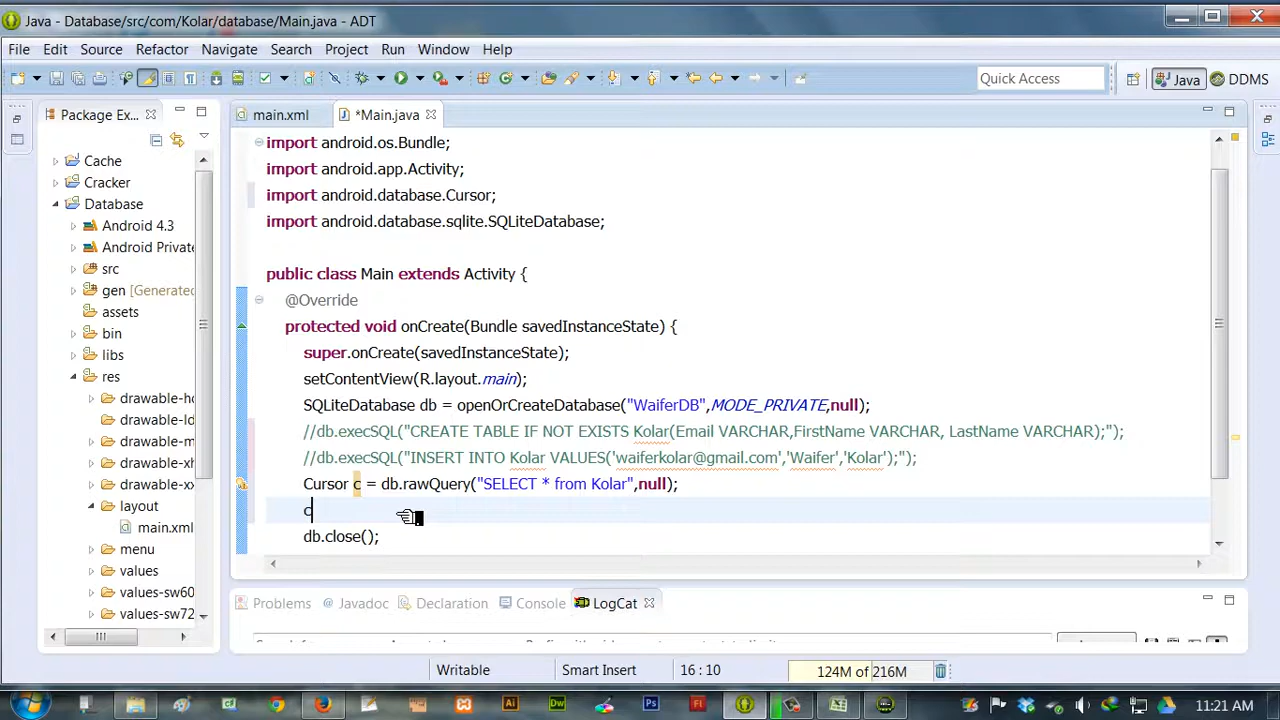 Java - Database/src/com/Kolar/database/Main.java - ADT
File Edit Source Refactor Navigate Search Project Run Window Help
Quick Access Java DDMS
Package Ex... main.xml *Main.java
Cache
Cracker
Database
Android 4.3
Android Private
src
gen [Generated
assets
bin
libs
res
drawable-hd
drawable-ld
drawable-m
drawable-xh
drawable-xx
layout
main.xml
menu
values
values-sw60
values-sw72
import android.os.Bundle;
import android.app.Activity;
import android.database.Cursor;
import android.database.sqlite.SQLiteDatabase;
public class Main extends Activity {
@Override
protected void onCreate(Bundle savedInstanceState) {
super.onCreate(savedInstanceState);
setContentView(R.layout.main);
SQLiteDatabase db = openOrCreateDatabase("WaiferDB",MODE_PRIVATE,null);
//db.execSQL("CREATE TABLE IF NOT EXISTS Kolar(Email VARCHAR,FirstName VARCHAR, LastName VARCHAR);");
//db.execSQL("INSERT INTO Kolar VALUES('waiferkolar@gmail.com','Waifer','Kolar');");
Cursor c = db.rawQuery("SELECT * from Kolar",null);
c
db.close();
Problems @ Javadoc Declaration Console LogCat
Writable Smart Insert 16 : 10 124M of 216M
11:21 AM